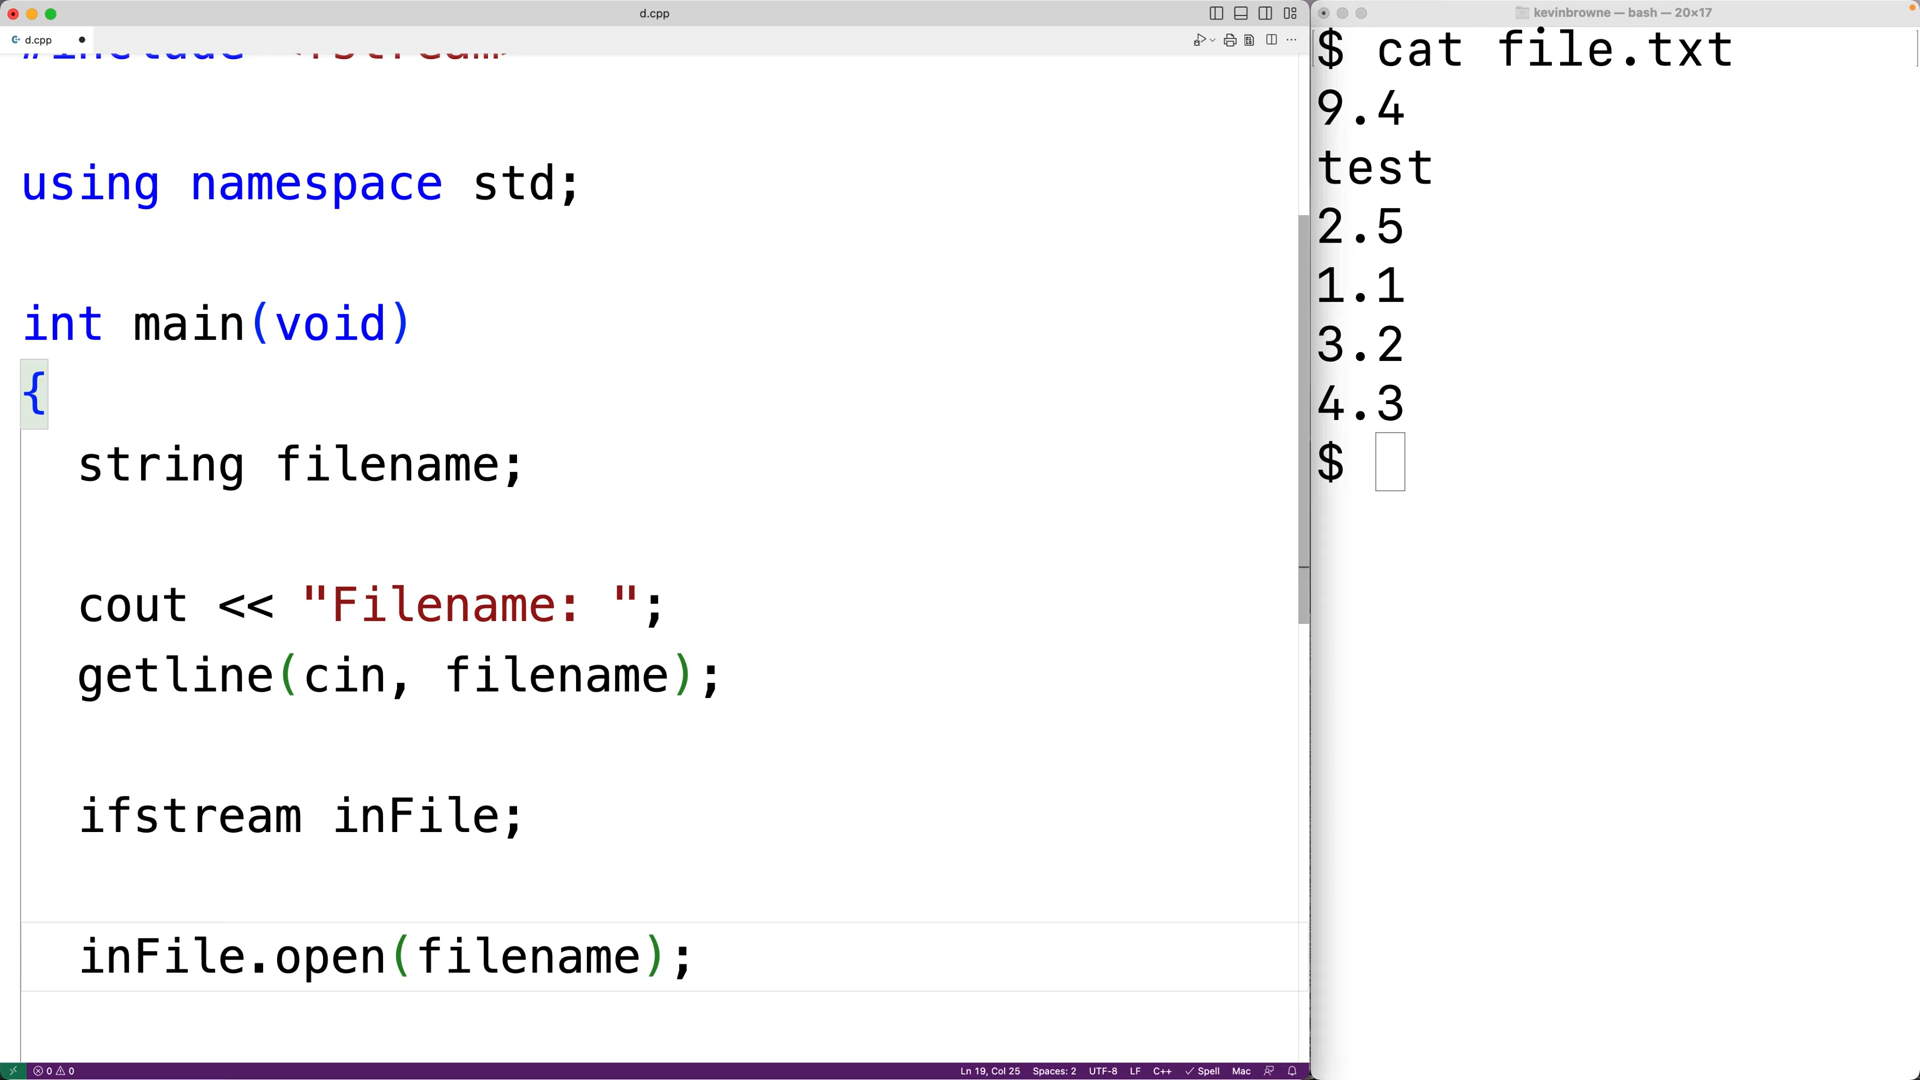 d.cpp
d.cpp
#include <fstream>
using namespace std;
int main(void)
{
string filename;
cout << "Filename: ";
getline(cin, filename);
ifstream inFile;
inFile.open(filename);
0 0
Ln 19, Col 25 Spaces: 2 UTF-8 LF C++ Spell Mac
kevinbrowne — bash — 20×17
$ cat file.txt
9.4
test
2.5
1.1
3.2
4.3
$